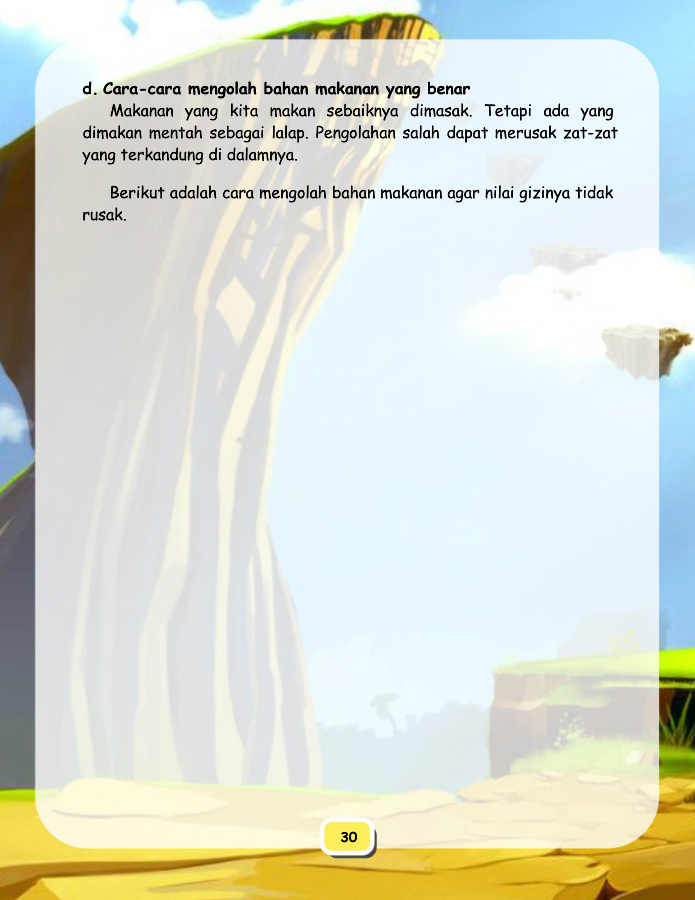 d. Cara-cara mengolah bahan makanan yang benar
Makanan yang kita makan sebaiknya dimasak. Tetapi ada yang
dimakan mentah sebagai lalap. Pengolahan salah dapat merusak zat-zat
yang terkandung di dalamnya.
Berikut adalah cara mengolah bahan makanan agar nilai gizinya tidak
rusak.
30